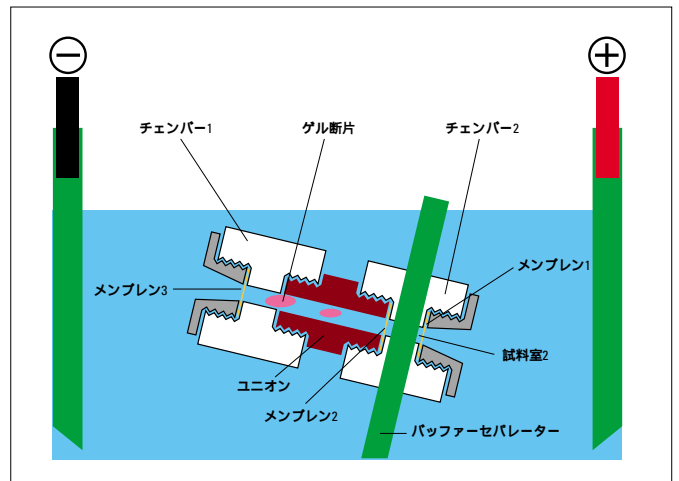 − +
チェンバー1 ゲル断片 チェンバー2
メンブレン1
メンブレン3
試料室2
ユニオン
メンブレン2
バッファーセパレーター